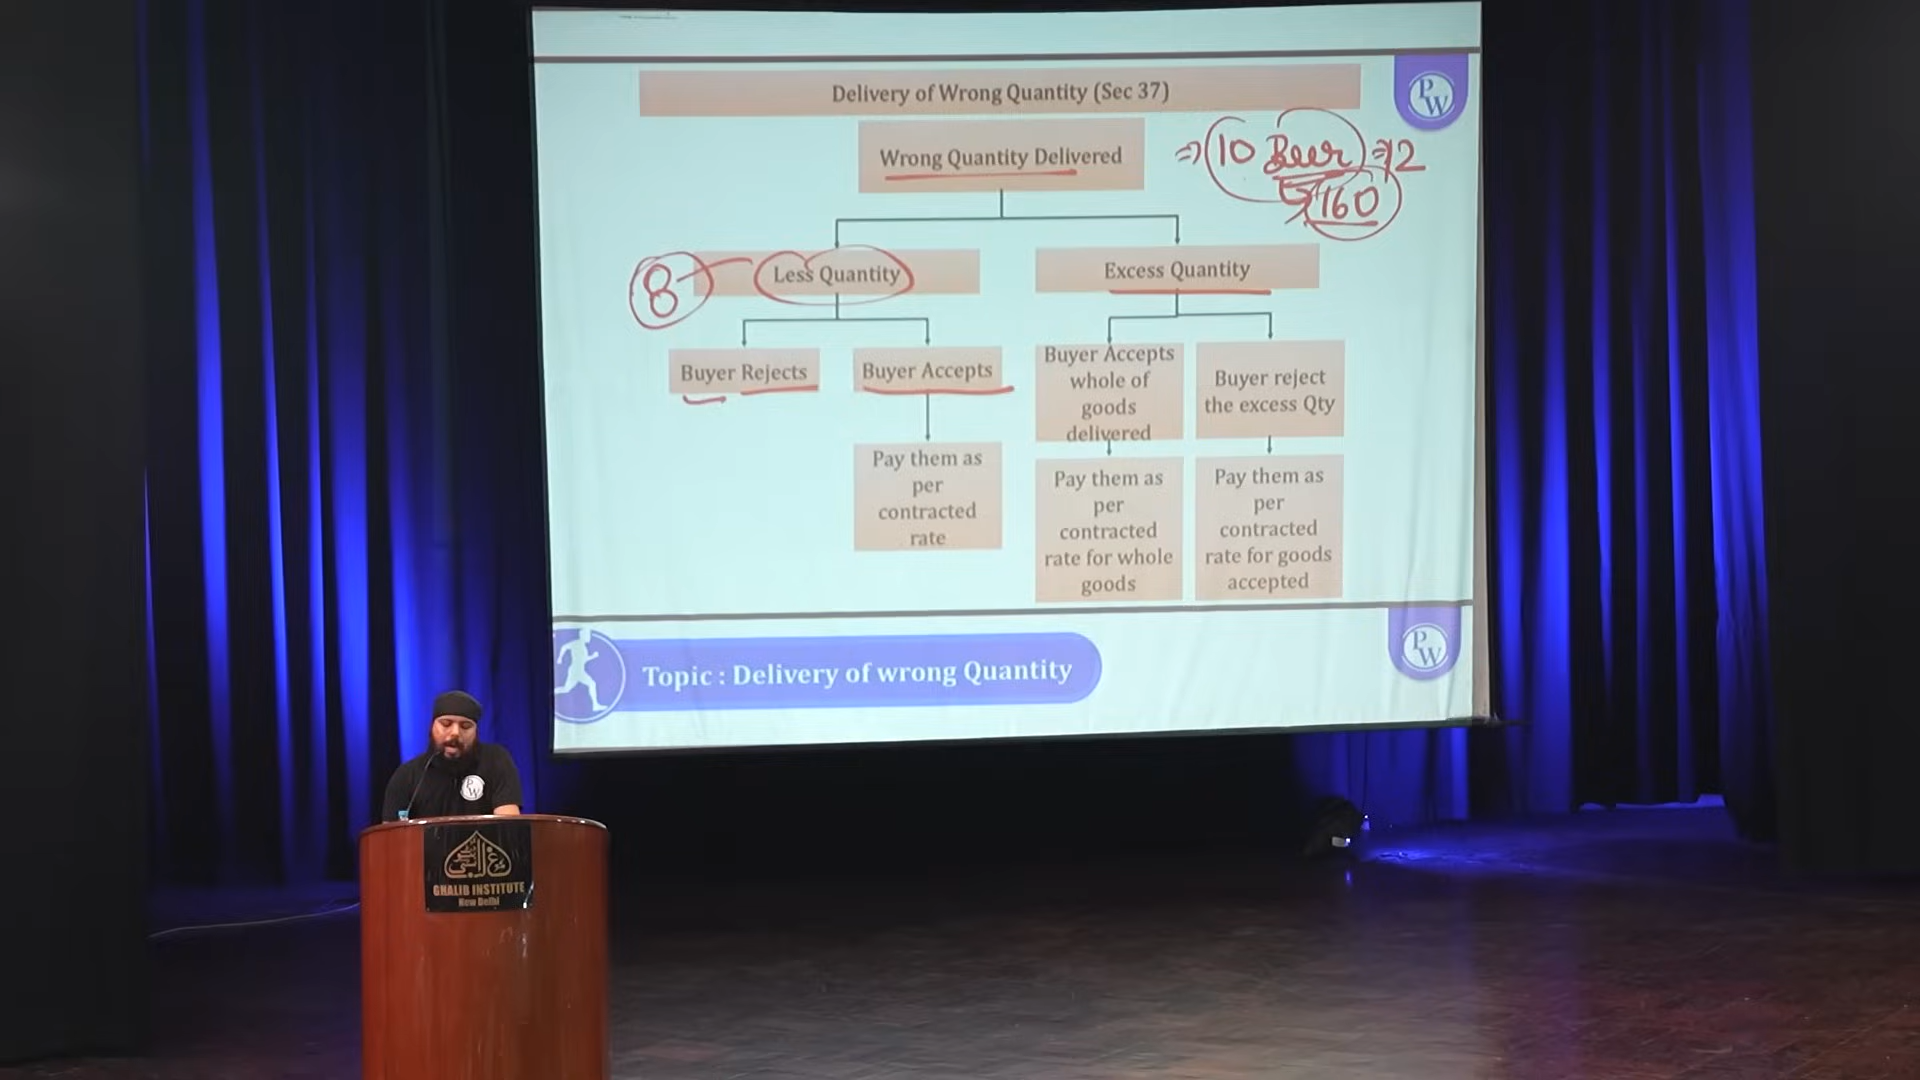 Delivery of Wrong Quantity (Sec 37)
Wrong Quantity Delivered
⇒ 10 Beer ⇒ 12
160
8
Less Quantity
Excess Quantity
Buyer Rejects
Buyer Accepts
Buyer Accepts
whole of
goods
delivered
Buyer reject
the excess Qty
Pay them as
per
contracted
rate
Pay them as
per
contracted
rate for whole
goods
Pay them as
per
contracted
rate for goods
accepted
Topic : Delivery of wrong Quantity
PW
PW
PW
GHALIB INSTITUTE
New Delhi